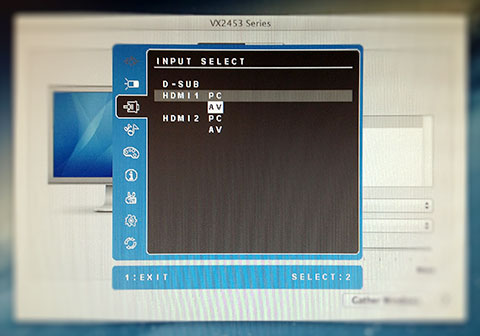 VX2453 Series
INPUT SELECT
D-SUB
HDMI1 PC
AV
HDMI2 PC
AV
1:EXIT SELECT:2
Gather Windows